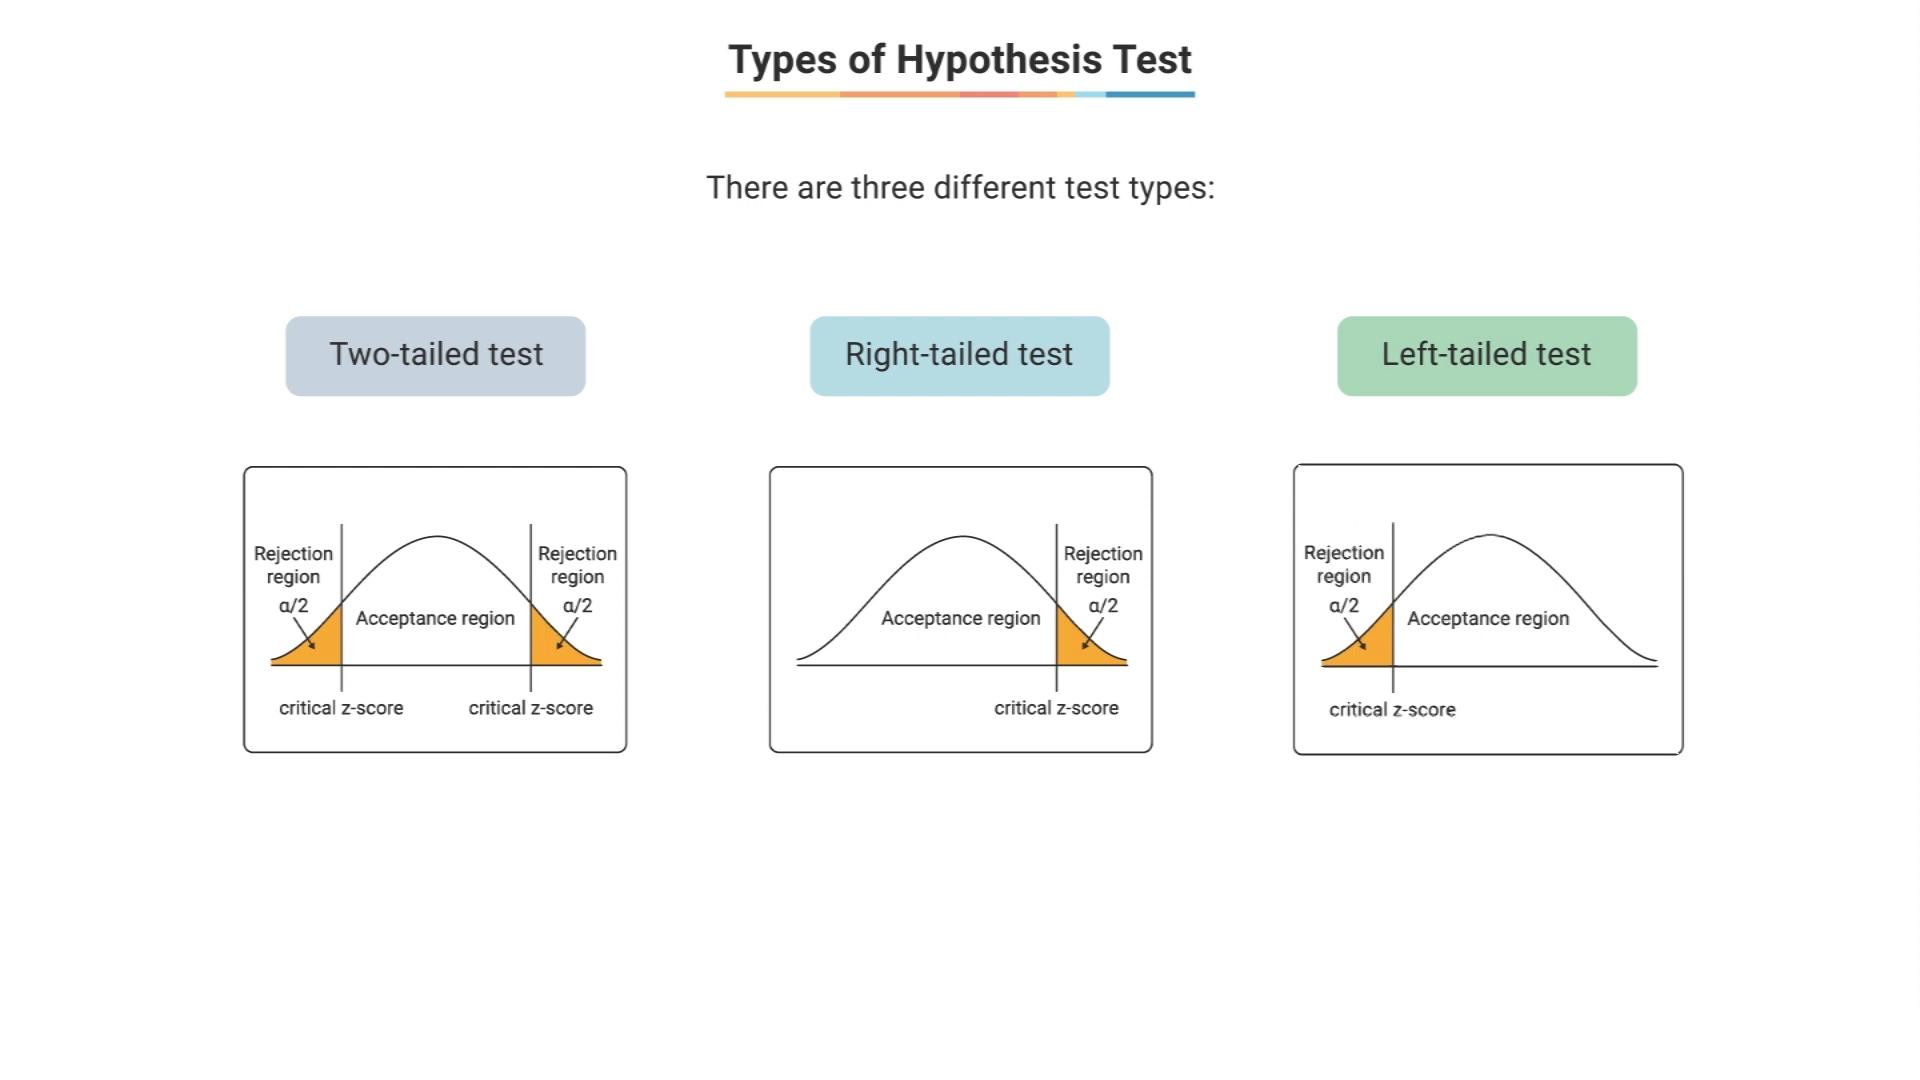 Types of Hypothesis Test
There are three different test types:
Two-tailed test
Right-tailed test
Left-tailed test
Rejection
region
α/2
Acceptance region
Rejection
region
α/2
critical z-score
critical z-score
Acceptance region
Rejection
region
α/2
critical z-score
Rejection
region
α/2
Acceptance region
critical z-score